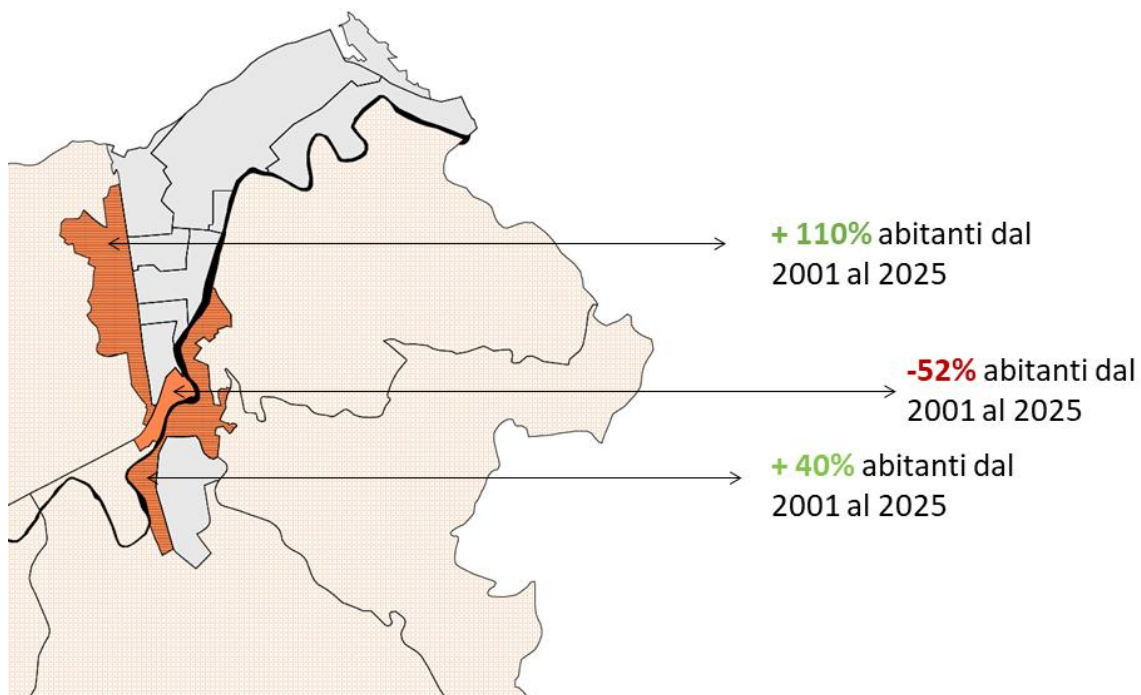 + 110% abitanti dal
2001 al 2025
-52% abitanti dal
2001 al 2025
+ 40% abitanti dal
2001 al 2025